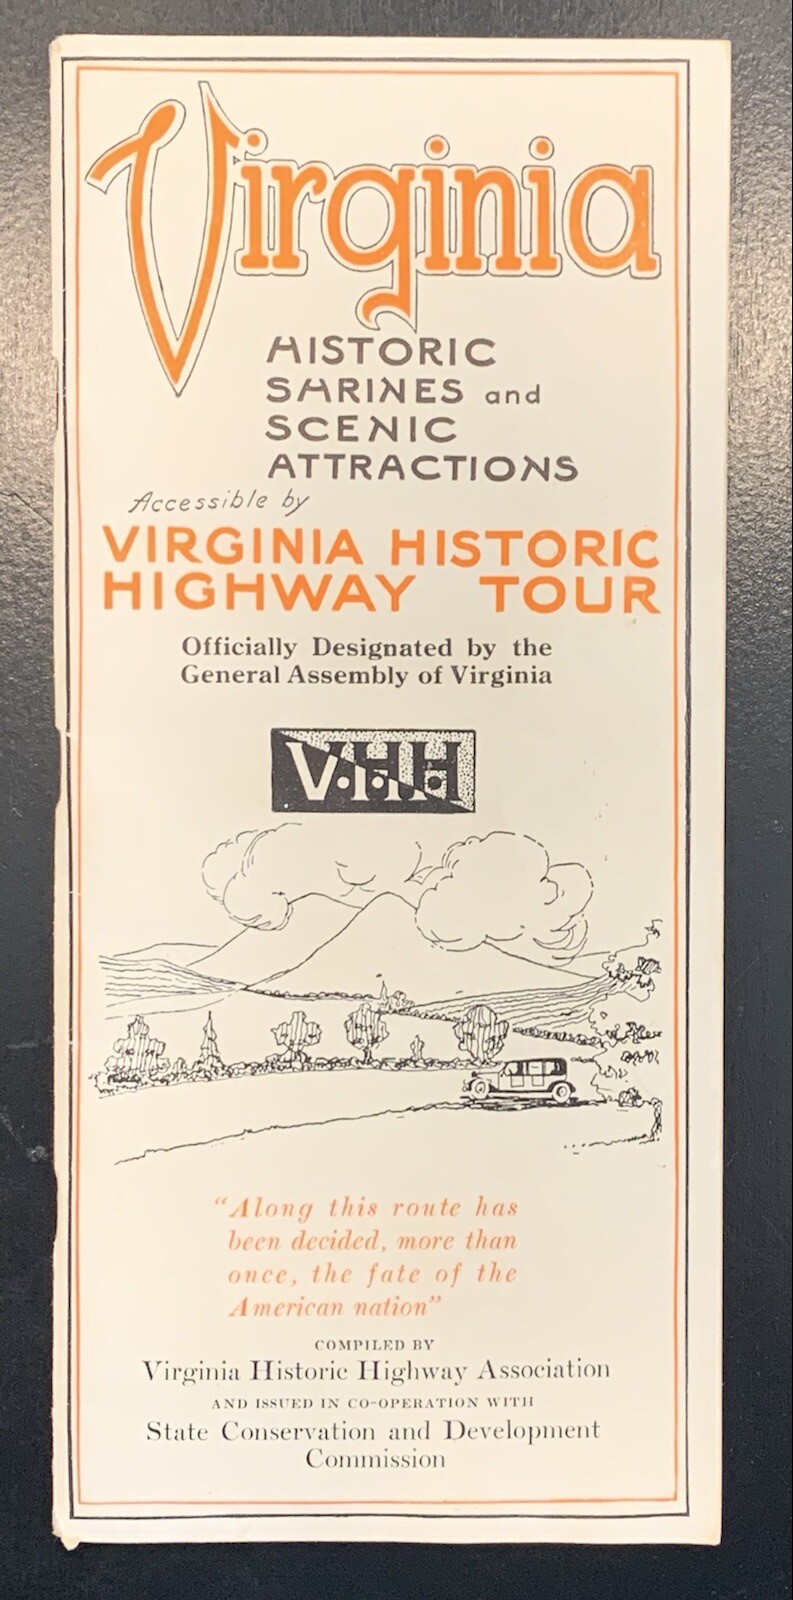 Virginia
HISTORIC
SHRINES and
SCENIC
ATTRACTIONS
Accessible by
VIRGINIA HISTORIC
HIGHWAY TOUR
Officially Designated by the
General Assembly of Virginia
V.H.H
"Along this route has
been decided, more than
once, the fate of the
American nation"
COMPILED BY
Virginia Historic Highway Association
AND ISSUED IN CO-OPERATION WITH
State Conservation and Development
Commission